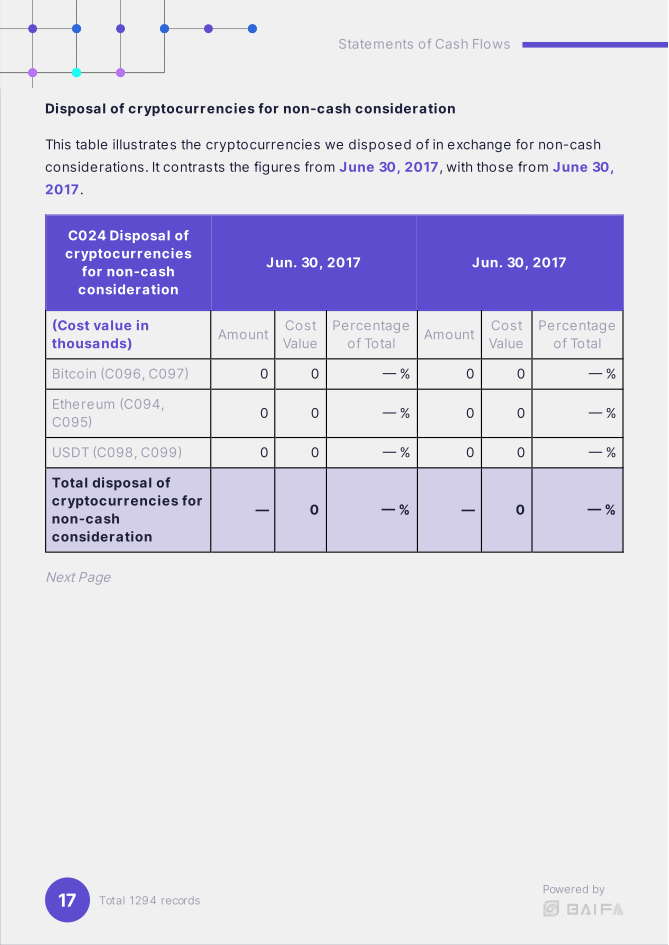 Statements of Cash Flows
Disposal of cryptocurrencies for non-cash consideration
This table illustrates the cryptocurrencies we disposed of in exchange for non-cash
considerations. It contrasts the figures from June 30, 2017, with those from June 30,
2017.
C024 Disposal of
cryptocurrencies
for non-cash
consideration
Jun. 30, 2017
Jun. 30, 2017
(Cost value in
thousands)
Amount
Cost
Value
Percentage
of Total
Amount
Cost
Value
Percentage
of Total
Bitcoin (C096, C097) 0 0 — % 0 0 — %
Ethereum (C094,
C095) 0 0 — % 0 0 — %
USDT (C098, C099) 0 0 — % 0 0 — %
Total disposal of
cryptocurrencies for
non-cash
consideration — 0 — % — 0 — %
Next Page
17
Total 1294 records
Powered by
GAIFA